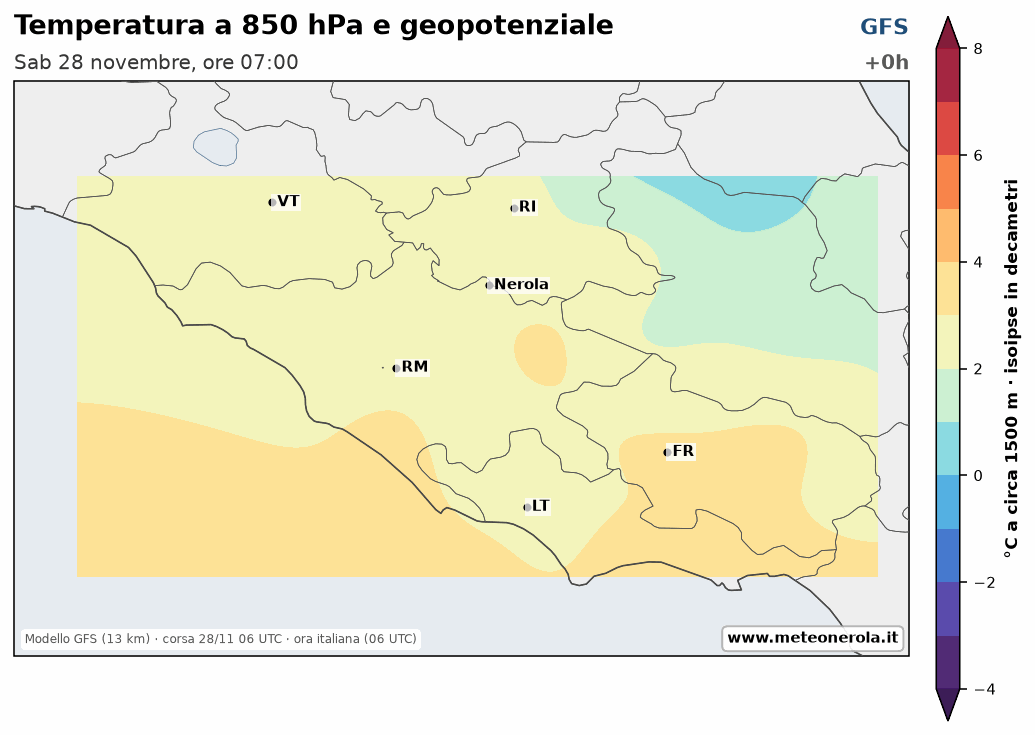 Temperatura a 850 hPa e geopotenziale
GFS
Sab 28 novembre, ore 07:00
+0h
VT
RI
Nerola
RM
FR
LT
8
6
4
2
0
−2
−4
°C a circa 1500 m · isoipse in decametri
Modello GFS (13 km) · corsa 28/11 06 UTC · ora italiana (06 UTC)
www.meteonerola.it